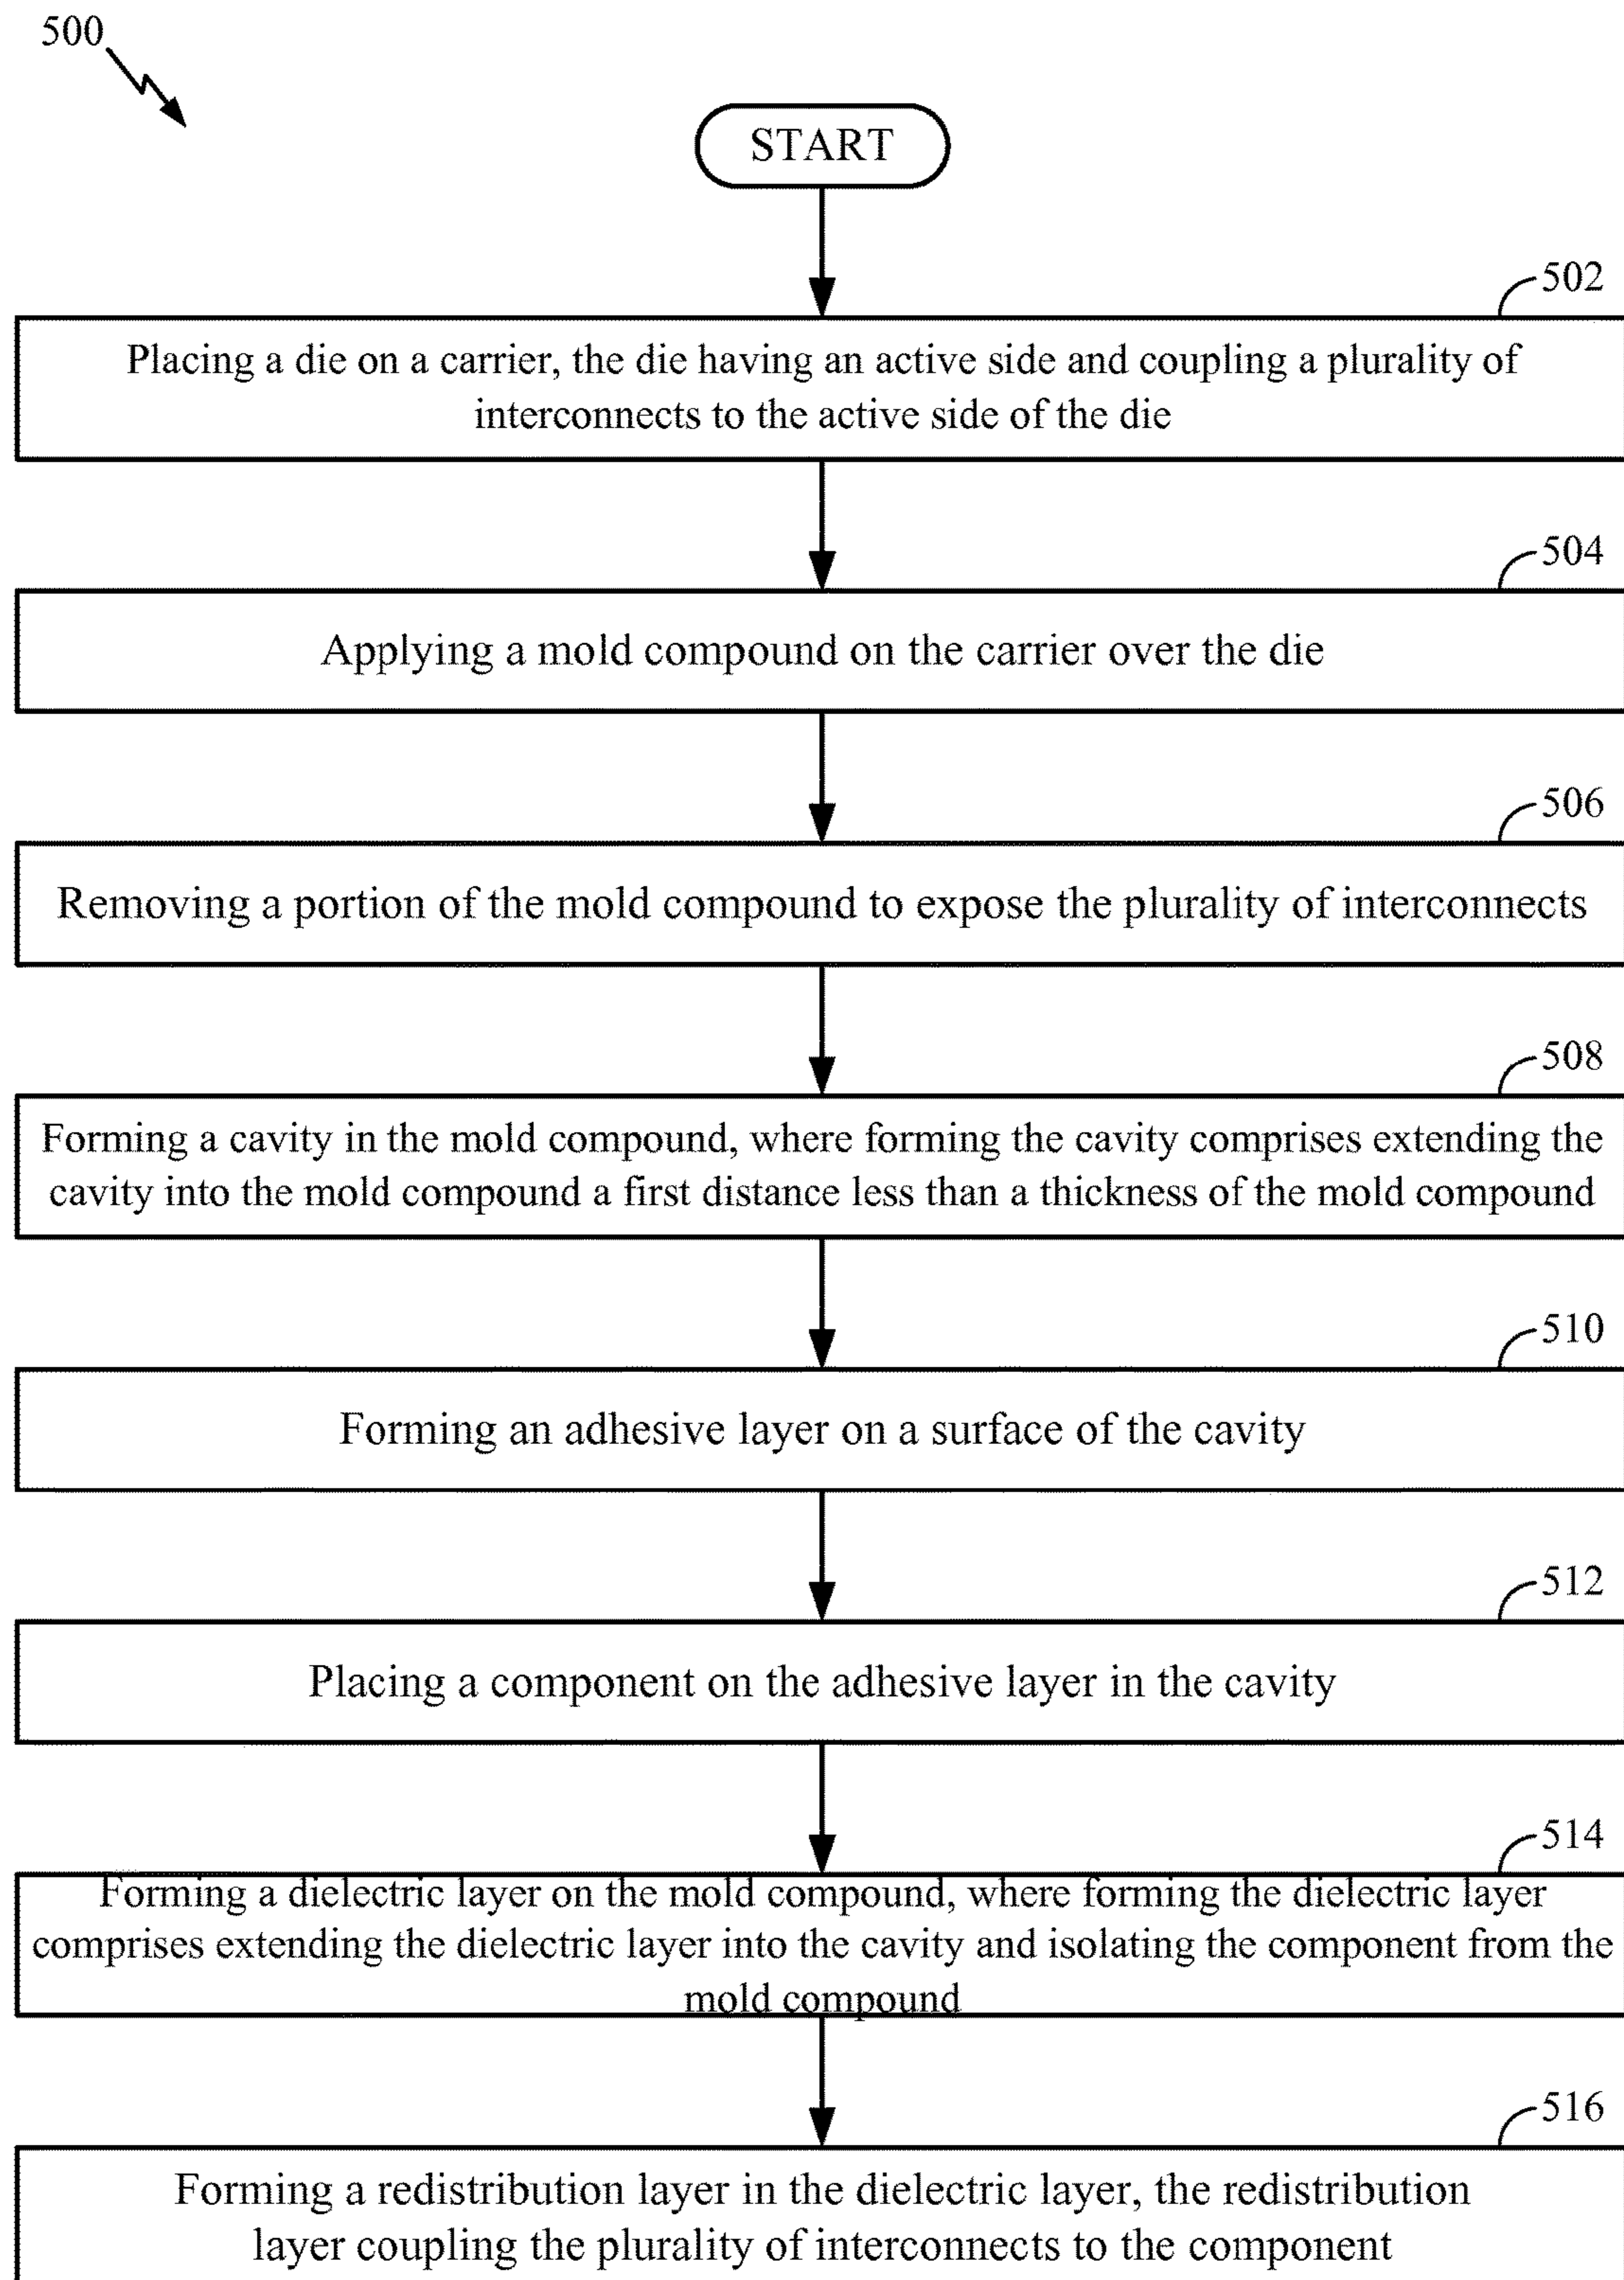 500
START
502
Placing a die on a carrier, the die having an active side and coupling a plurality of
interconnects to the active side of the die
504
Applying a mold compound on the carrier over the die
506
Removing a portion of the mold compound to expose the plurality of interconnects
508
Forming a cavity in the mold compound, where forming the cavity comprises extending the
cavity into the mold compound a first distance less than a thickness of the mold compound
510
Forming an adhesive layer on a surface of the cavity
512
Placing a component on the adhesive layer in the cavity
514
Forming a dielectric layer on the mold compound, where forming the dielectric layer
comprises extending the dielectric layer into the cavity and isolating the component from the
mold compound
516
Forming a redistribution layer in the dielectric layer, the redistribution
layer coupling the plurality of interconnects to the component